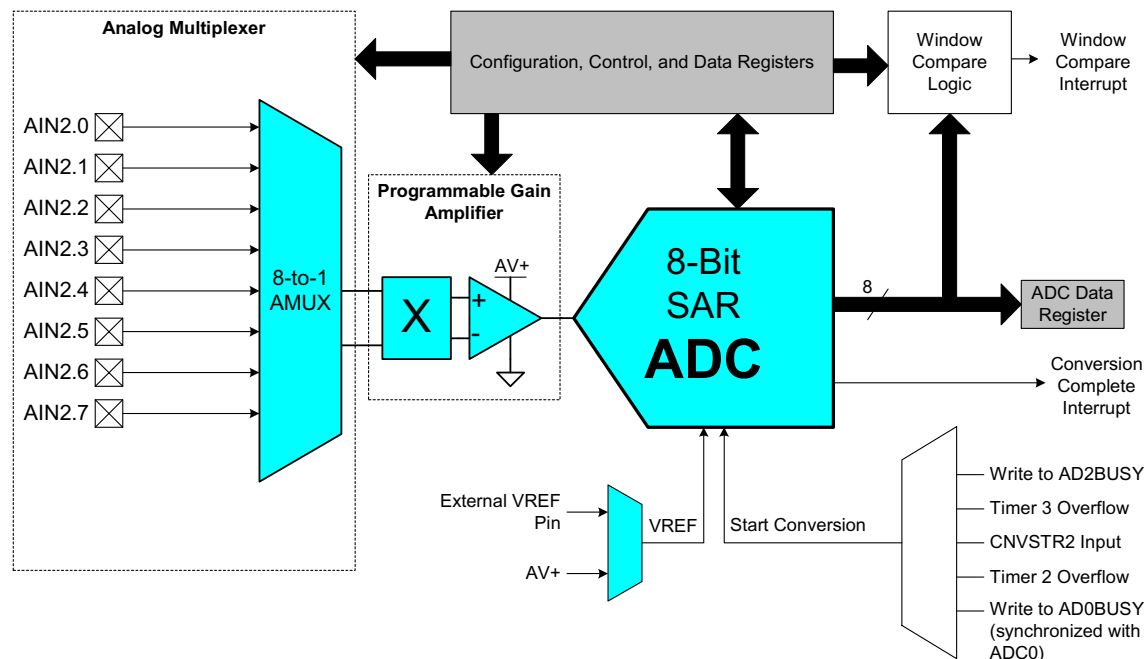 Analog Multiplexer
AIN2.0
AIN2.1
AIN2.2
AIN2.3
AIN2.4
AIN2.5
AIN2.6
AIN2.7
8-to-1
AMUX
Configuration, Control, and Data Registers
Window
Compare
Logic
Window
Compare
Interrupt
Programmable Gain
Amplifier
X
+
-
AV+
8-Bit
SAR
ADC
8
ADC Data
Register
Conversion
Complete
Interrupt
External VREF
Pin
AV+
VREF
Start Conversion
Write to AD2BUSY
Timer 3 Overflow
CNVSTR2 Input
Timer 2 Overflow
Write to AD0BUSY
(synchronized with
ADC0)